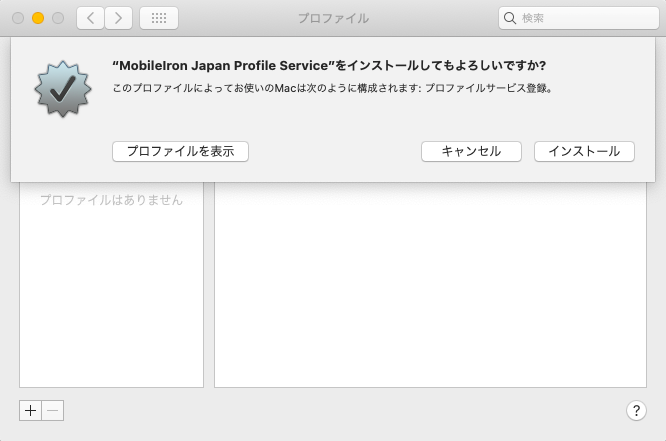 プロファイル
検索
“MobileIron Japan Profile Service”をインストールしてもよろしいですか?
このプロファイルによってお使いのMacは次のように構成されます: プロファイルサービス登録。
プロファイルを表示
キャンセル
インストール
プロファイルはありません
?